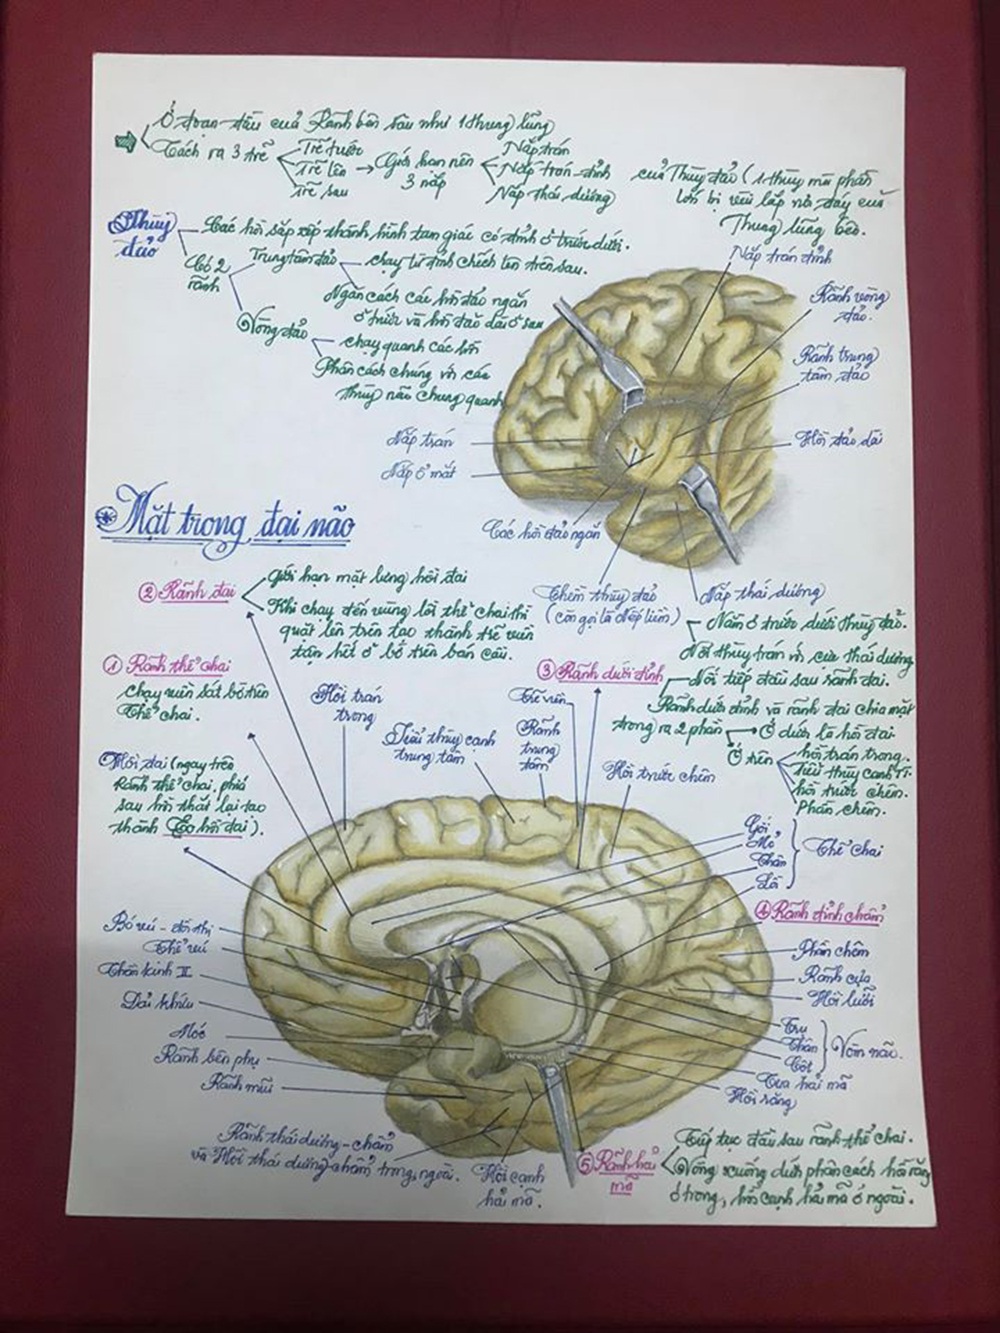 Ở đoạn đầu của Rãnh bên sâu như 1 thung lũng
Tách ra 3 trẽ
Trẽ trước
Trẽ lên
Trẽ sau
Giới hạn nên
3 nắp
Nắp trán
Nắp trán-đỉnh
Nắp thái dương
của Thùy đảo (1 thùy mà phần
lớn bị vùi lấp nó đáy của
Thung lũng bên.
Thùy
đảo
Các hồi sắp xếp thành hình tam giác có đỉnh ở trước dưới.
Có 2
rãnh
Trung tâm đảo
chạy từ đỉnh chếch lên trên sau.
Ngăn cách các hồi đảo ngắn
ở trước và hồi đảo dài ở sau
Vòng đảo
chạy quanh các hồi
Phân cách chúng với các
thùy não chung quanh
Nắp trán đỉnh
Rãnh vòng
đảo.
Rãnh trung
tâm đảo
Hồi đảo dài
Nắp trán
Nắp ổ mắt
Các hồi đảo ngắn
Thềm thùy đảo
(còn gọi là Nếp liềm)
Nắp thái dương
Nằm ở trước dưới thùy đảo.
Nối thùy trán với cực thái dương
Mặt trong đại não
② Rãnh đai
Giới hạn mặt lưng hồi đai
Khi chạy đến vùng lồi thể chai thì
quặt lên trên tạo thành trẽ viền
tận hết ở bờ trên bán cầu.
① Rãnh thể chai
chạy viền sát bờ trên
Thể chai.
③ Rãnh dưới đỉnh
Nối tiếp đầu sau rãnh đai.
Rãnh dưới đỉnh và rãnh đai chia mặt
trong ra 2 phần
Ở dưới là hồi đai
Ở trên
hồi trán trong.
Tiểu thùy cạnh TT.
hồi trước chêm.
Phần chêm.
Hồi đai (ngay trên
Rãnh thể chai, phía
sau hồi thắt lại tạo
thành Eo hồi đai).
Hồi trán
trong
Tiểu thùy cạnh
trung tâm
Trẽ viền
Rãnh
trung
tâm
Hồi trước chêm
Gối
Mỏ
Thân
Lồi
Thể chai
④ Rãnh đỉnh chẩm
Phần chêm
Rãnh cựa
Hồi lưỡi
Trụ
Thân
Cột
Vòm não.
Tua hải mã
Hồi răng
Bó vú - đồi thị
Thể vú
Thần kinh II
Dải khứu
Móc
Rãnh bên phụ
Rãnh mũi
Rãnh thái dương-chẩm
và Hồi thái dương chẩm trong, ngoài.
Hồi cạnh
hải mã.
⑤ Rãnh hải
mã
Tiếp tục đầu sau rãnh thể chai.
Vòng xuống dưới phân cách hồi răng
ở trong, hồi cạnh hải mã ở ngoài.